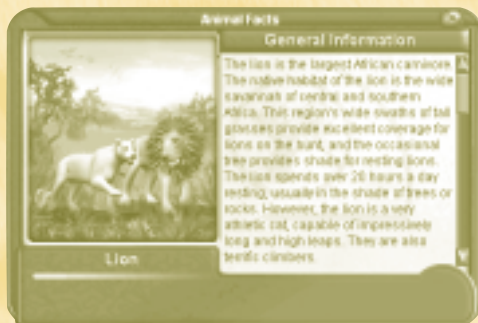 Animal Facts
General Information
The lion is the largest African carnivore.
The native habitat of the lion is the wide
savannah of central and southern
Africa. This region's wide swaths of tall
grasses provide excellent coverage for
lions on the hunt, and the occasional
tree provides shade for resting lions.
The lion spends over 20 hours a day
resting, usually in the shade of trees or
rocks. However, the lion is a very
athletic cat, capable of impressively
long and high leaps. They are also
terrific climbers.
Lion